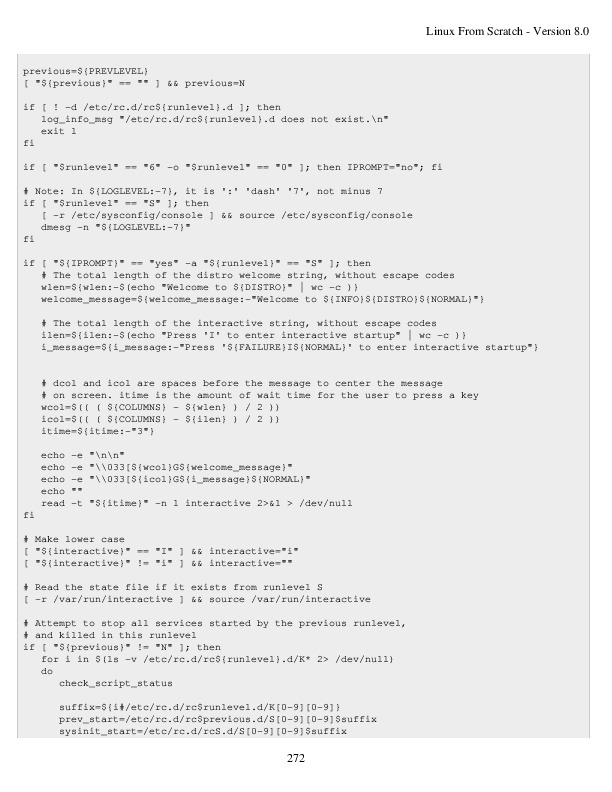 Linux From Scratch - Version 8.0
previous=${PREVLEVEL}
[ "${previous}" == "" ] && previous=N
if [ ! -d /etc/rc.d/rc${runlevel}.d ]; then
log_info_msg "/etc/rc.d/rc${runlevel}.d does not exist.\n"
exit 1
fi
if [ "$runlevel" == "6" -o "$runlevel" == "0" ]; then IPROMPT="no"; fi
# Note: In ${LOGLEVEL:-7}, it is ':' 'dash' '7', not minus 7
if [ "$runlevel" == "S" ]; then
[ -r /etc/sysconfig/console ] && source /etc/sysconfig/console
dmesg -n "${LOGLEVEL:-7}"
fi
if [ "${IPROMPT}" == "yes" -a "${runlevel}" == "S" ]; then
# The total length of the distro welcome string, without escape codes
wlen=${wlen:-$(echo "Welcome to ${DISTRO}" | wc -c )}
welcome_message=${welcome_message:-"Welcome to ${INFO}${DISTRO}${NORMAL}"}
# The total length of the interactive string, without escape codes
ilen=${ilen:-$(echo "Press 'I' to enter interactive startup" | wc -c )}
i_message=${i_message:-"Press '${FAILURE}I${NORMAL}' to enter interactive startup"}
# dcol and icol are spaces before the message to center the message
# on screen. itime is the amount of wait time for the user to press a key
wcol=$(( ( ${COLUMNS} - ${wlen} ) / 2 ))
icol=$(( ( ${COLUMNS} - ${ilen} ) / 2 ))
itime=${itime:-"3"}
echo -e "\n\n"
echo -e "\\033[${wcol}G${welcome_message}"
echo -e "\\033[${icol}G${i_message}${NORMAL}"
echo ""
read -t "${itime}" -n 1 interactive 2>&1 > /dev/null
fi
# Make lower case
[ "${interactive}" == "I" ] && interactive="i"
[ "${interactive}" != "i" ] && interactive=""
# Read the state file if it exists from runlevel S
[ -r /var/run/interactive ] && source /var/run/interactive
# Attempt to stop all services started by the previous runlevel,
# and killed in this runlevel
if [ "${previous}" != "N" ]; then
for i in $(ls -v /etc/rc.d/rc${runlevel}.d/K* 2> /dev/null)
do
check_script_status
suffix=${i#/etc/rc.d/rc$runlevel.d/K[0-9][0-9]}
prev_start=/etc/rc.d/rc$previous.d/S[0-9][0-9]$suffix
sysinit_start=/etc/rc.d/rcS.d/S[0-9][0-9]$suffix
272